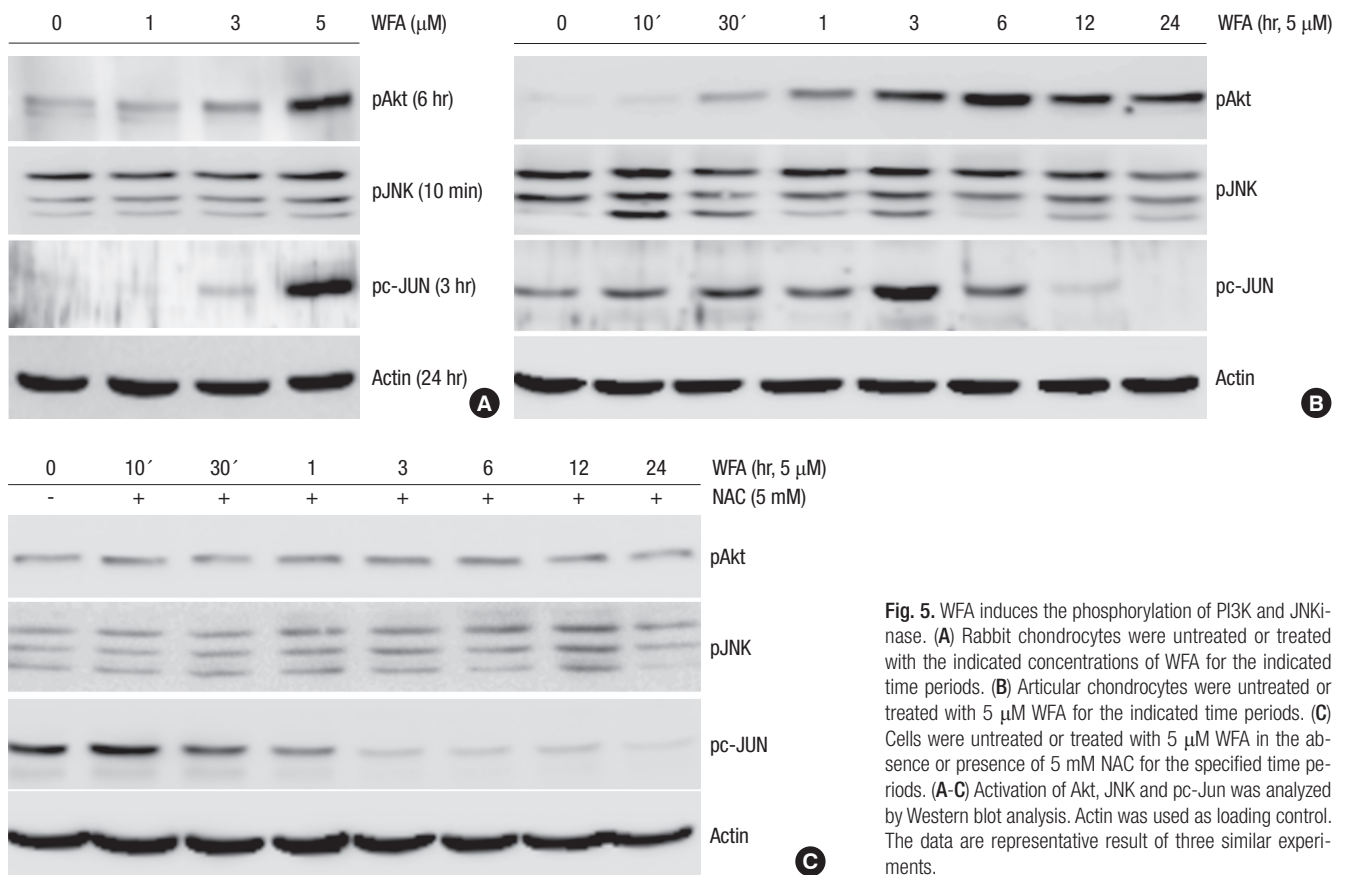 0 1 3 5 WFA (μM)
pAkt (6 hr)
pJNK (10 min)
pc-JUN (3 hr)
Actin (24 hr)
A
0 10´ 30´ 1 3 6 12 24 WFA (hr, 5 μM)
pAkt
pJNK
pc-JUN
Actin
B
0 10´ 30´ 1 3 6 12 24 WFA (hr, 5 μM)
- + + + + + + + NAC (5 mM)
pAkt
pJNK
pc-JUN
Actin
C
Fig. 5. WFA induces the phosphorylation of PI3K and JNKi-
nase. (A) Rabbit chondrocytes were untreated or treated
with the indicated concentrations of WFA for the indicated
time periods. (B) Articular chondrocytes were untreated or
treated with 5 μM WFA for the indicated time periods. (C)
Cells were untreated or treated with 5 μM WFA in the ab-
sence or presence of 5 mM NAC for the specified time pe-
riods. (A-C) Activation of Akt, JNK and pc-Jun was analyzed
by Western blot analysis. Actin was used as loading control.
The data are representative result of three similar experi-
ments.